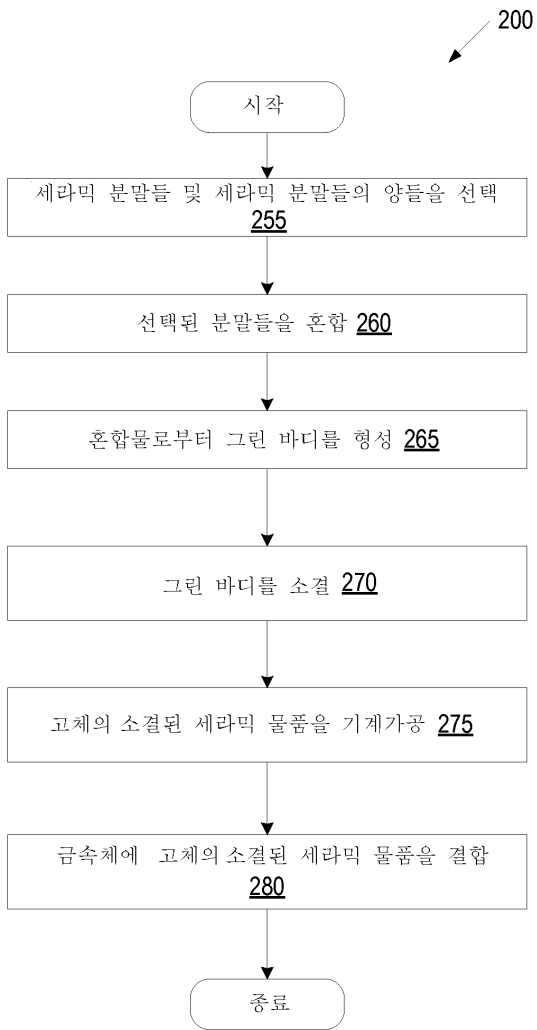 200
시작
세라믹 분말들 및 세라믹 분말들의 양들을 선택
255
선택된 분말들을 혼합 260
혼합물로부터 그린 바디를 형성 265
그린 바디를 소결 270
고체의 소결된 세라믹 물품을 기계가공 275
금속체에 고체의 소결된 세라믹 물품을 결합
280
종료